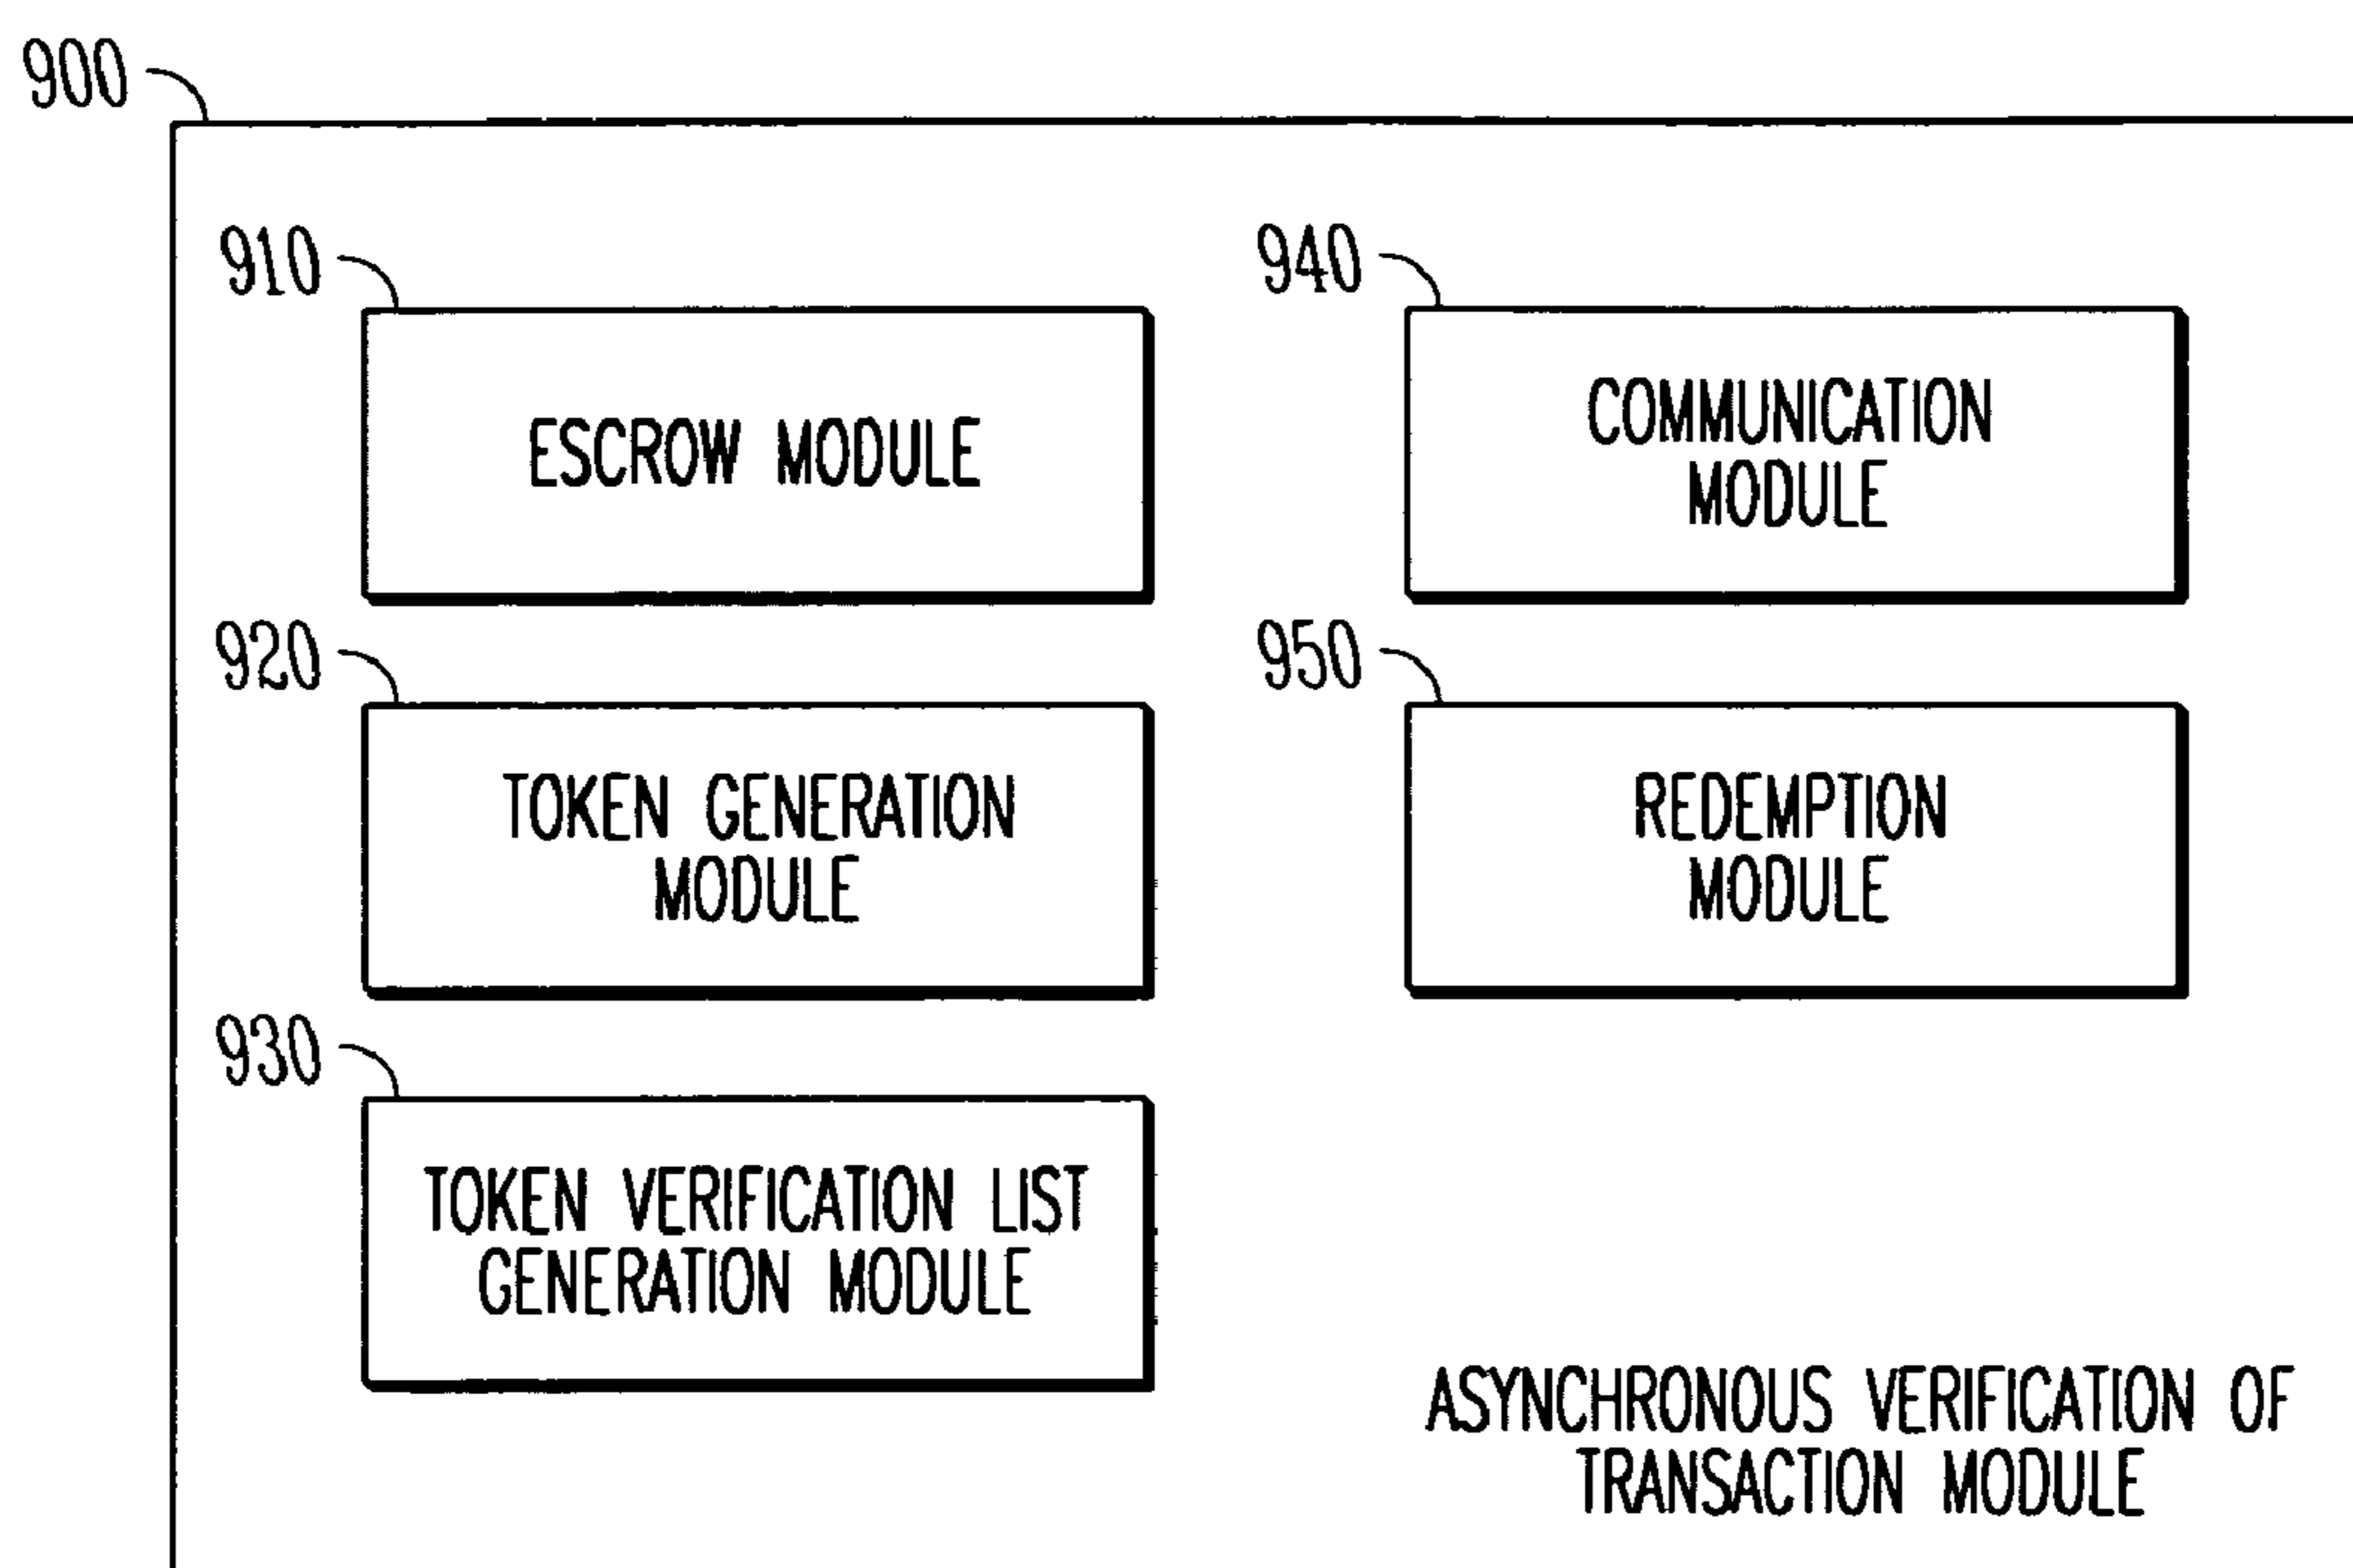 900
910
ESCROW MODULE
920
TOKEN GENERATION
MODULE
930
TOKEN VERIFICATION LIST
GENERATION MODULE
940
COMMUNICATION
MODULE
950
REDEMPTION
MODULE
ASYNCHRONOUS VERIFICATION OF
TRANSACTION MODULE